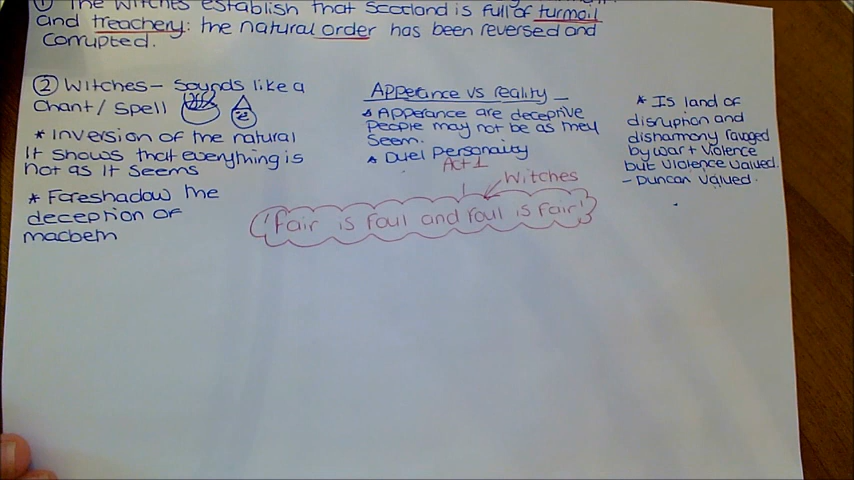 ① The witches establish that Scotland is full of turmoil
and treachery: the natural order has been reversed and
corrupted.
② Witches - sounds like a
chant / spell
* Inversion of the natural
It shows that everything is
not as it seems
* Foreshadow the
deception of
macbeth
Apperance vs reality
* Apperance are deceptive
people may not be as they
seem.
* Duel Personality
Act 1
Witches
'fair is foul and foul is fair'
* Is land of
disruption and
disharmony ravaged
by war + violence
but violence valued.
- Duncan valued.